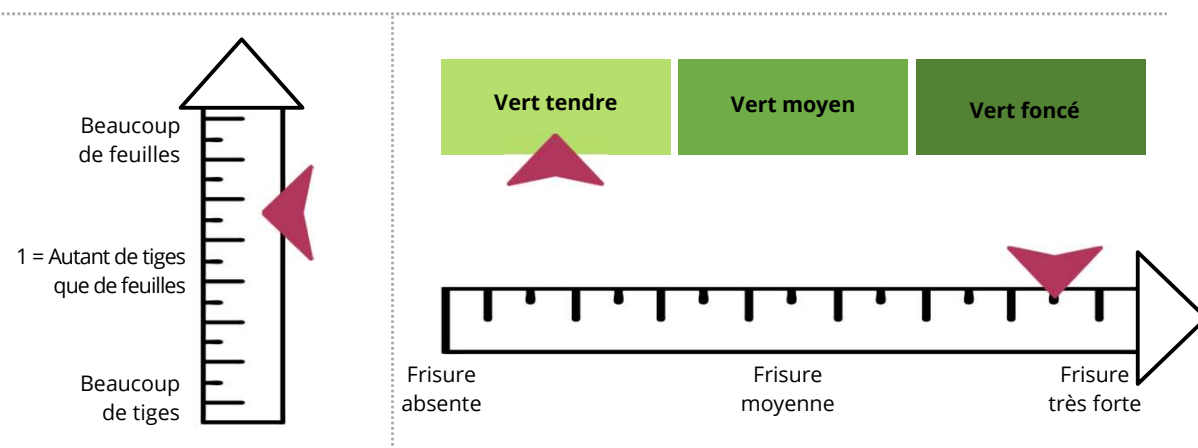 Beaucoup
de feuilles
1 = Autant de tiges
que de feuilles
Beaucoup
de tiges
Vert tendre
Vert moyen
Vert foncé
Frisure
absente
Frisure
moyenne
Frisure
très forte